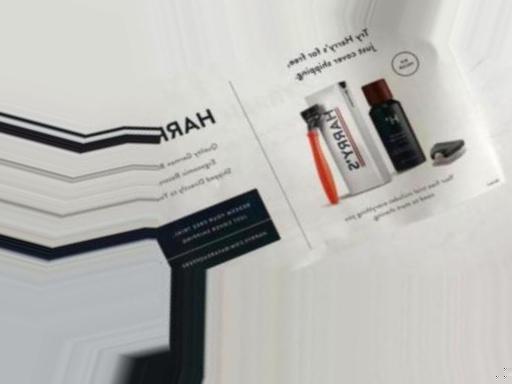 HARR
Quality German B
Ergonomic Razors
Shipped Directly to Yo
REDEEM YOUR FREE TRIAL
JUST COVER SHIPPING
Try Harry's for free,
just cover shipping.
HARRY'S
H.
Your free trial includes everything you
need to start shaving.